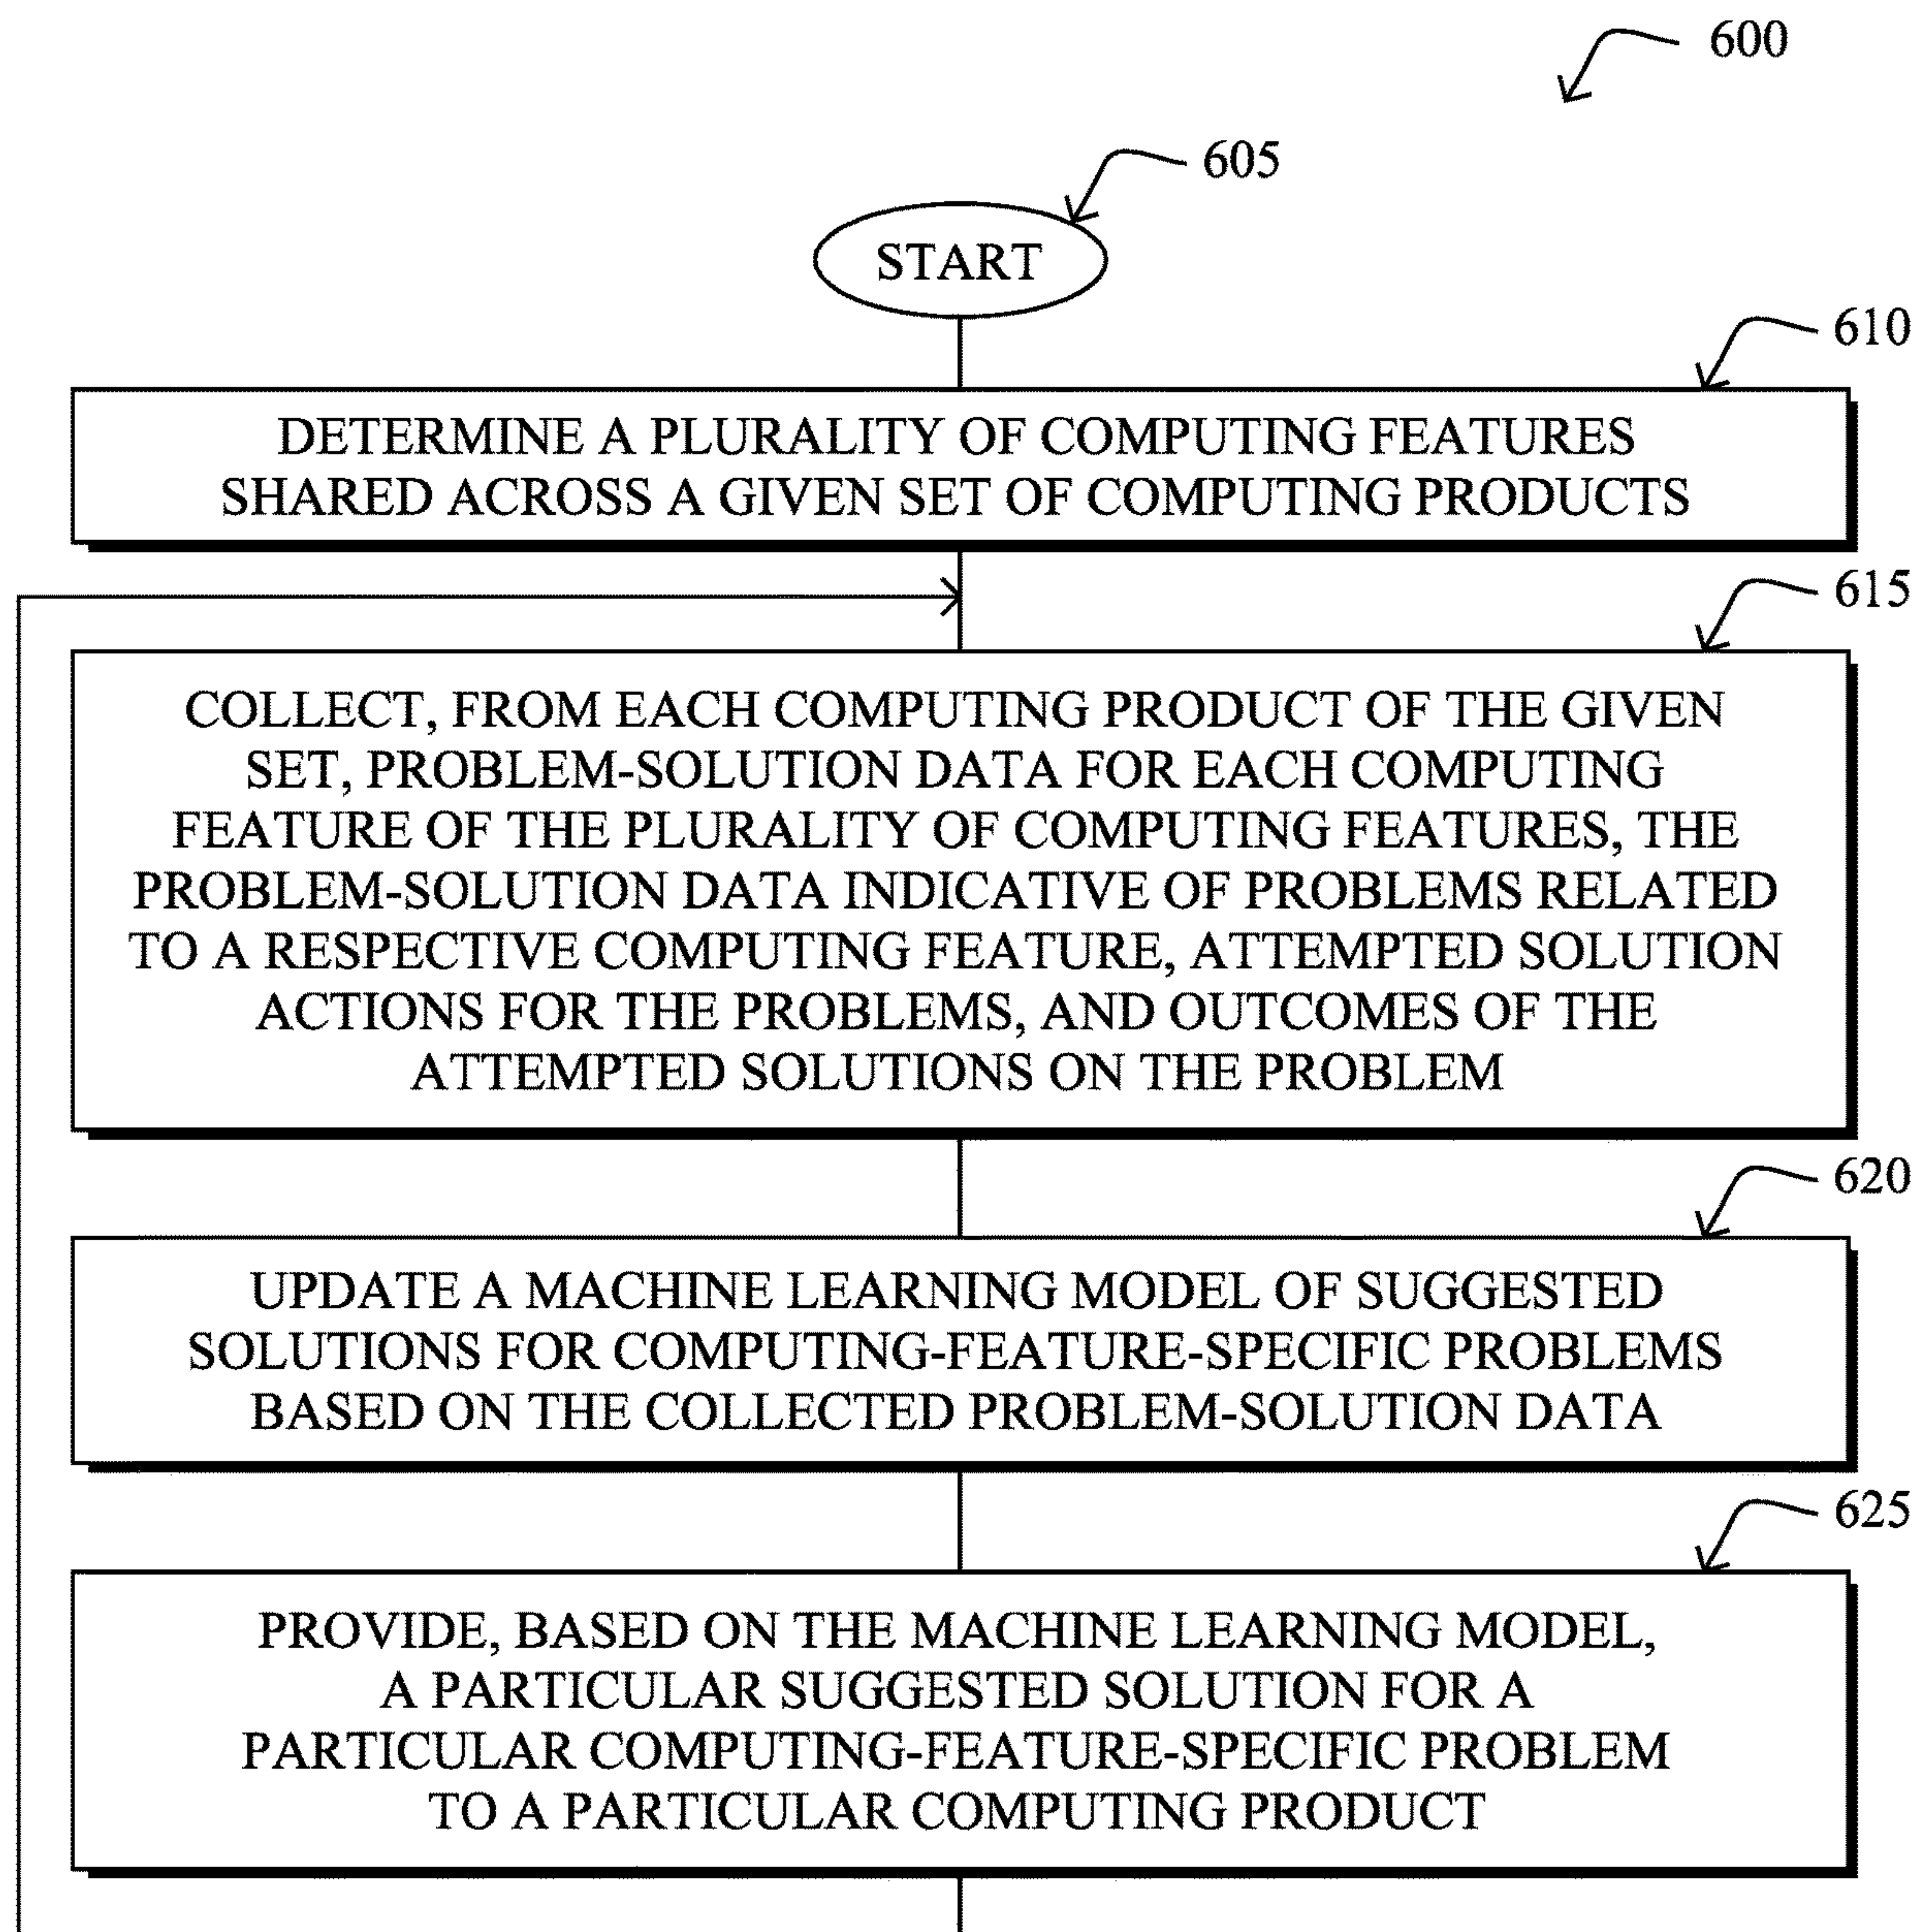 600
605
START
610
DETERMINE A PLURALITY OF COMPUTING FEATURES
SHARED ACROSS A GIVEN SET OF COMPUTING PRODUCTS
615
COLLECT, FROM EACH COMPUTING PRODUCT OF THE GIVEN
SET, PROBLEM-SOLUTION DATA FOR EACH COMPUTING
FEATURE OF THE PLURALITY OF COMPUTING FEATURES, THE
PROBLEM-SOLUTION DATA INDICATIVE OF PROBLEMS RELATED
TO A RESPECTIVE COMPUTING FEATURE, ATTEMPTED SOLUTION
ACTIONS FOR THE PROBLEMS, AND OUTCOMES OF THE
ATTEMPTED SOLUTIONS ON THE PROBLEM
620
UPDATE A MACHINE LEARNING MODEL OF SUGGESTED
SOLUTIONS FOR COMPUTING-FEATURE-SPECIFIC PROBLEMS
BASED ON THE COLLECTED PROBLEM-SOLUTION DATA
625
PROVIDE, BASED ON THE MACHINE LEARNING MODEL,
A PARTICULAR SUGGESTED SOLUTION FOR A
PARTICULAR COMPUTING-FEATURE-SPECIFIC PROBLEM
TO A PARTICULAR COMPUTING PRODUCT